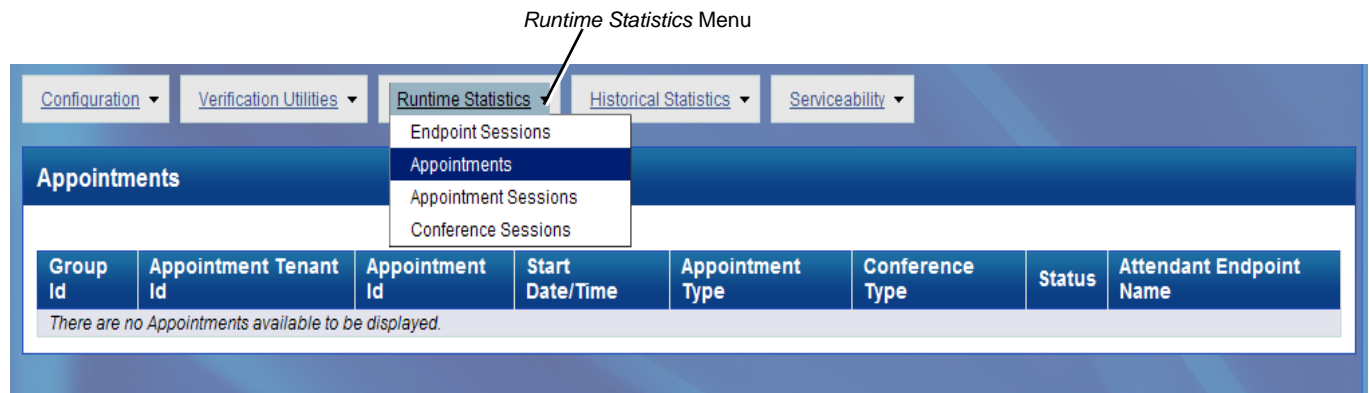 Runtime Statistics Menu
Configuration Verification Utilities Runtime Statistics Historical Statistics Serviceability
Endpoint Sessions
Appointments
Appointment Sessions
Conference Sessions
Appointments
Group Id Appointment Tenant Id Appointment Id Start Date/Time Appointment Type Conference Type Status Attendant Endpoint Name
There are no Appointments available to be displayed.